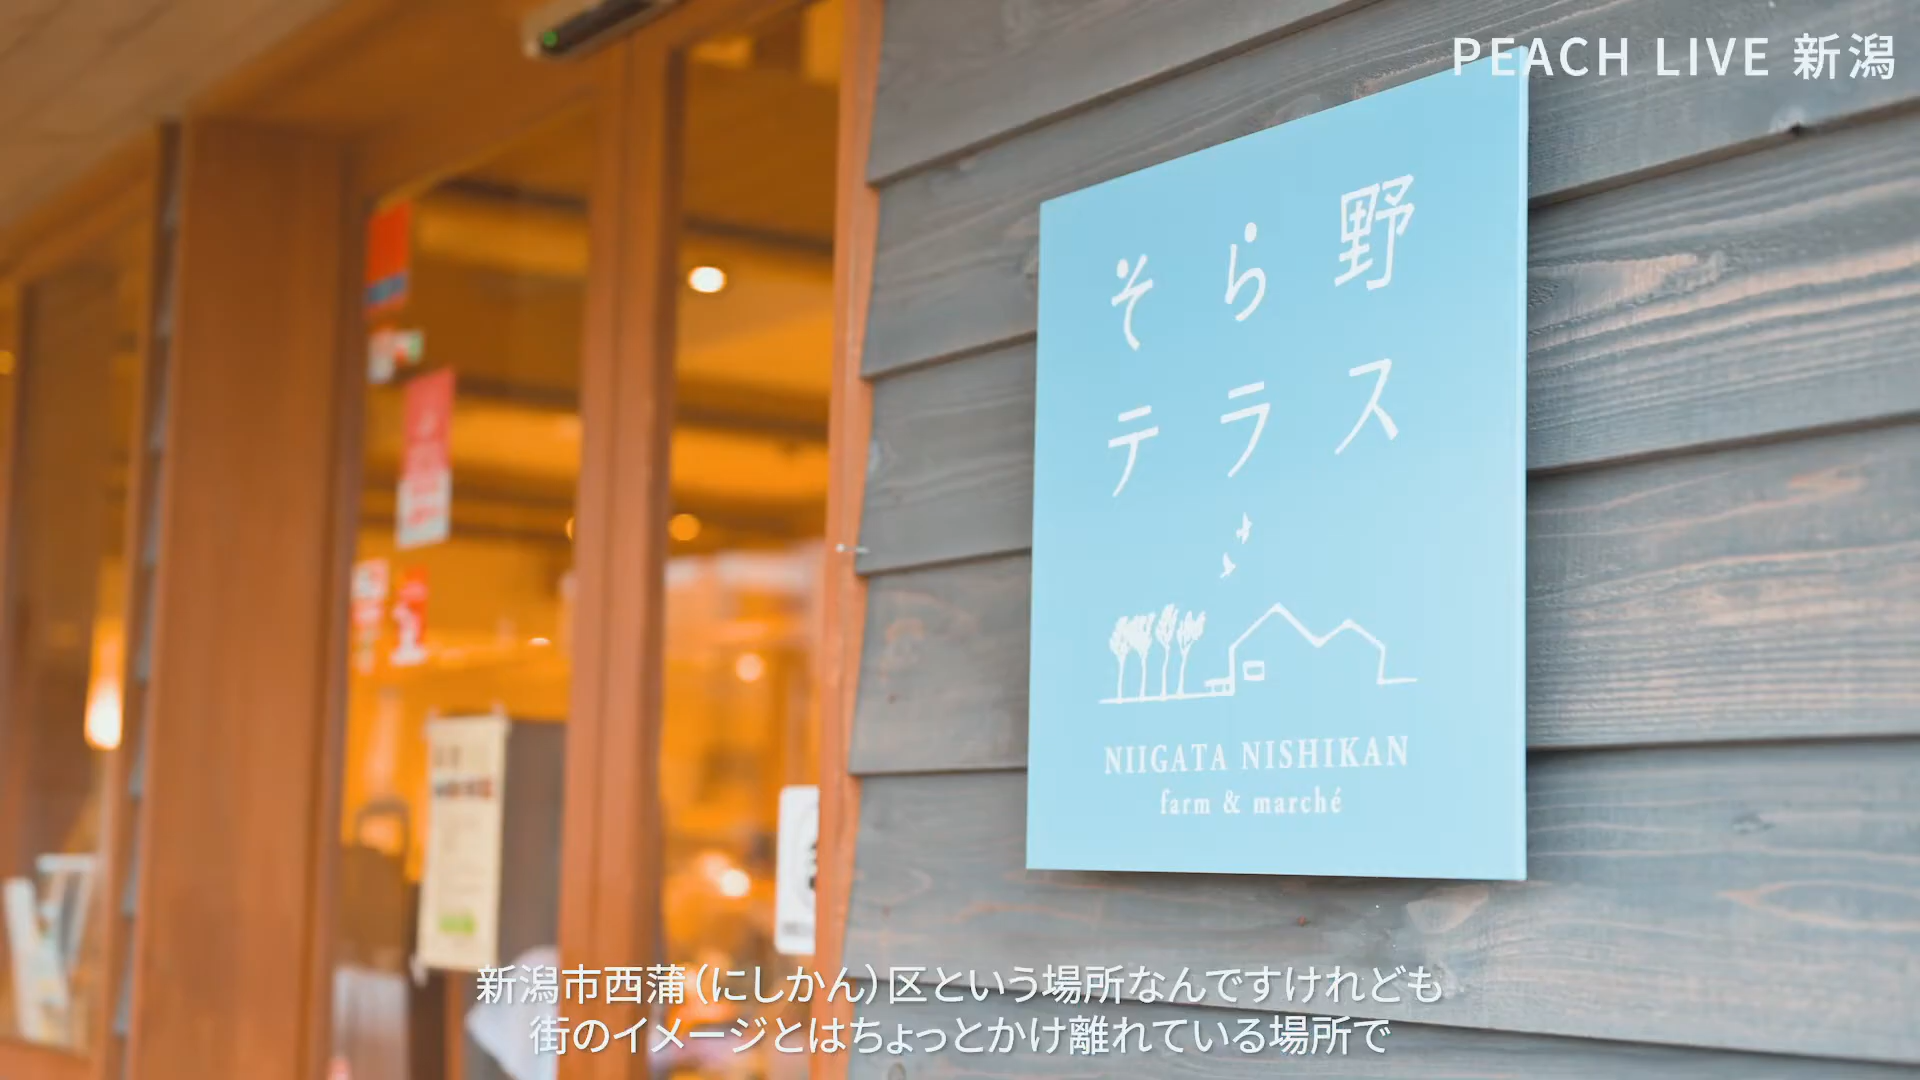 PEACH LIVE 新潟
そら野
テラス
NIIGATA NISHIKAN
farm & marché
新潟市西蒲（にしかん）区という場所なんですけれども
街のイメージとはちょっとかけ離れている場所で